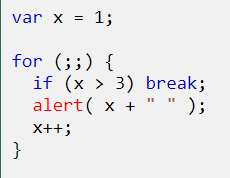 var x = 1;

for (;;) {
  if (x > 3) break;
  alert( x + " " );
  x++;
}